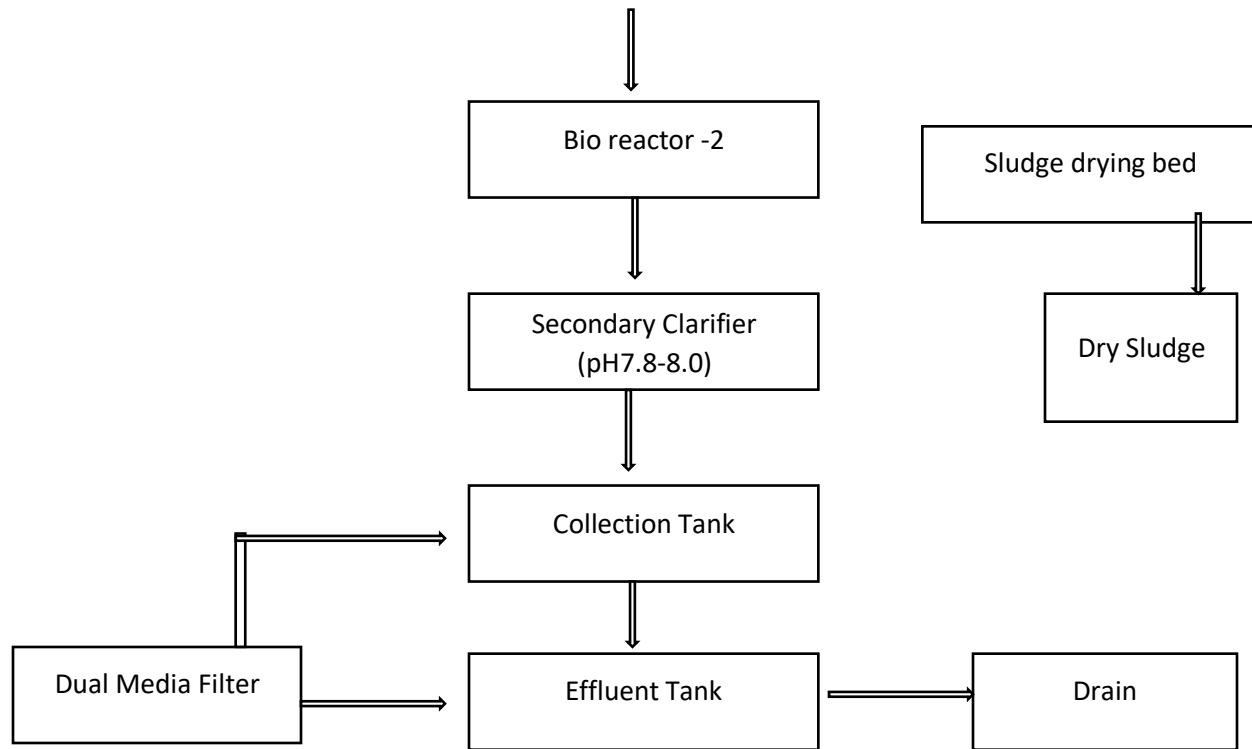 Bio reactor -2
Sludge drying bed
Secondary Clarifier
(pH7.8-8.0)
Dry Sludge
Collection Tank
Dual Media Filter
Effluent Tank
Drain